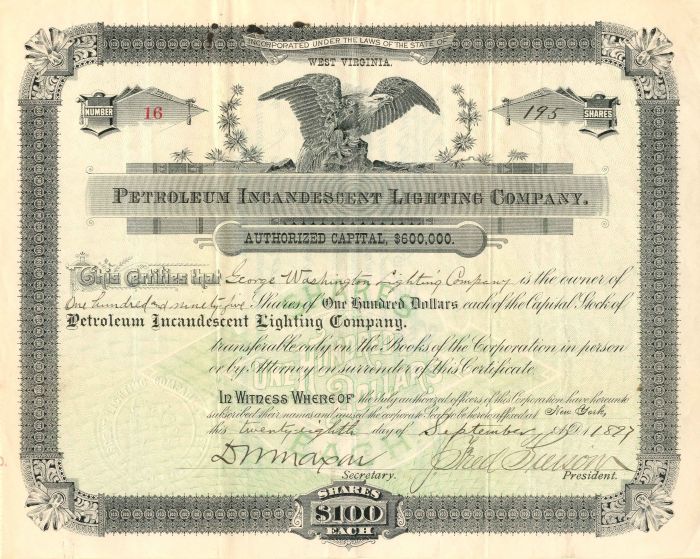 INCORPORATED UNDER THE LAWS OF THE STATE OF
WEST VIRGINIA.
NUMBER 16 195 SHARES
PETROLEUM INCANDESCENT LIGHTING COMPANY.
AUTHORIZED CAPITAL, $600,000.
This Certifies that George Washington Lighting Company is the owner of
One hundred and ninety five Shares of One Hundred Dollars each of the Capital Stock of
Petroleum Incandescent Lighting Company.
transferable only on the Books of the Corporation in person
or by Attorney on surrender of this Certificate.
IN WITNESS WHEREOF the duly authorized officers of this Corporation have hereunto
subscribed their names and caused the corporate Seal to be hereto affixed at New York,
this twenty eighth day of September 1897
D W Maxon
Secretary. President.
SHARES
$100
EACH